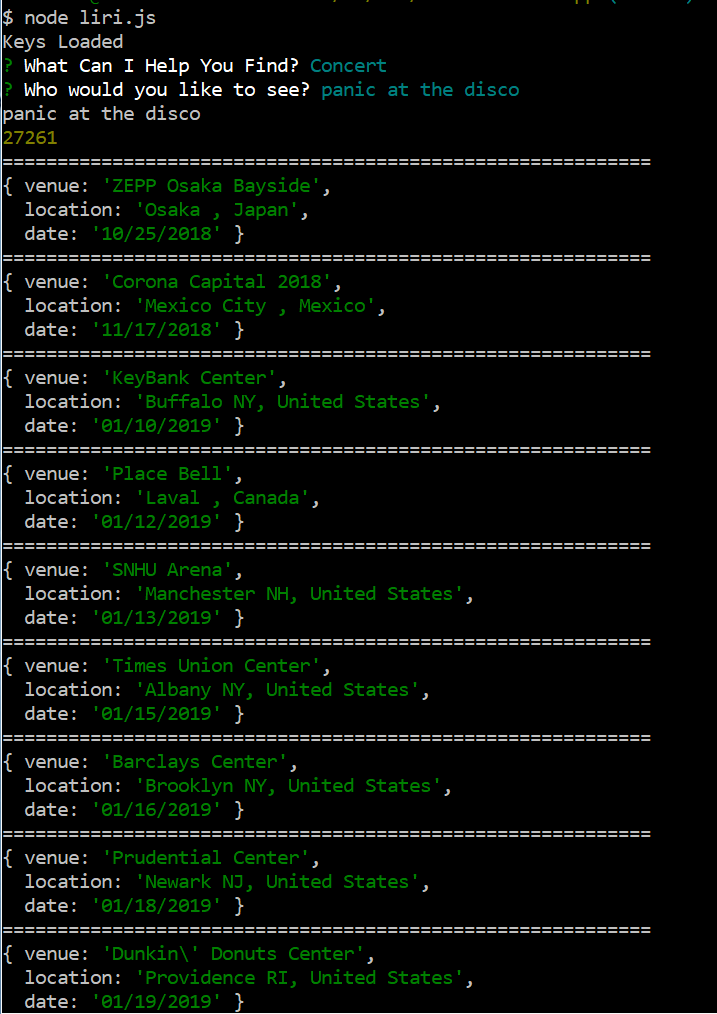 $ node liri.js
Keys Loaded
? What Can I Help You Find? Concert
? Who would you like to see? panic at the disco
panic at the disco
27261
===========================================================
{ venue: 'ZEPP Osaka Bayside',
  location: 'Osaka , Japan',
  date: '10/25/2018' }
===========================================================
{ venue: 'Corona Capital 2018',
  location: 'Mexico City , Mexico',
  date: '11/17/2018' }
===========================================================
{ venue: 'KeyBank Center',
  location: 'Buffalo NY, United States',
  date: '01/10/2019' }
===========================================================
{ venue: 'Place Bell',
  location: 'Laval , Canada',
  date: '01/12/2019' }
===========================================================
{ venue: 'SNHU Arena',
  location: 'Manchester NH, United States',
  date: '01/13/2019' }
===========================================================
{ venue: 'Times Union Center',
  location: 'Albany NY, United States',
  date: '01/15/2019' }
===========================================================
{ venue: 'Barclays Center',
  location: 'Brooklyn NY, United States',
  date: '01/16/2019' }
===========================================================
{ venue: 'Prudential Center',
  location: 'Newark NJ, United States',
  date: '01/18/2019' }
===========================================================
{ venue: 'Dunkin\' Donuts Center',
  location: 'Providence RI, United States',
  date: '01/19/2019' }